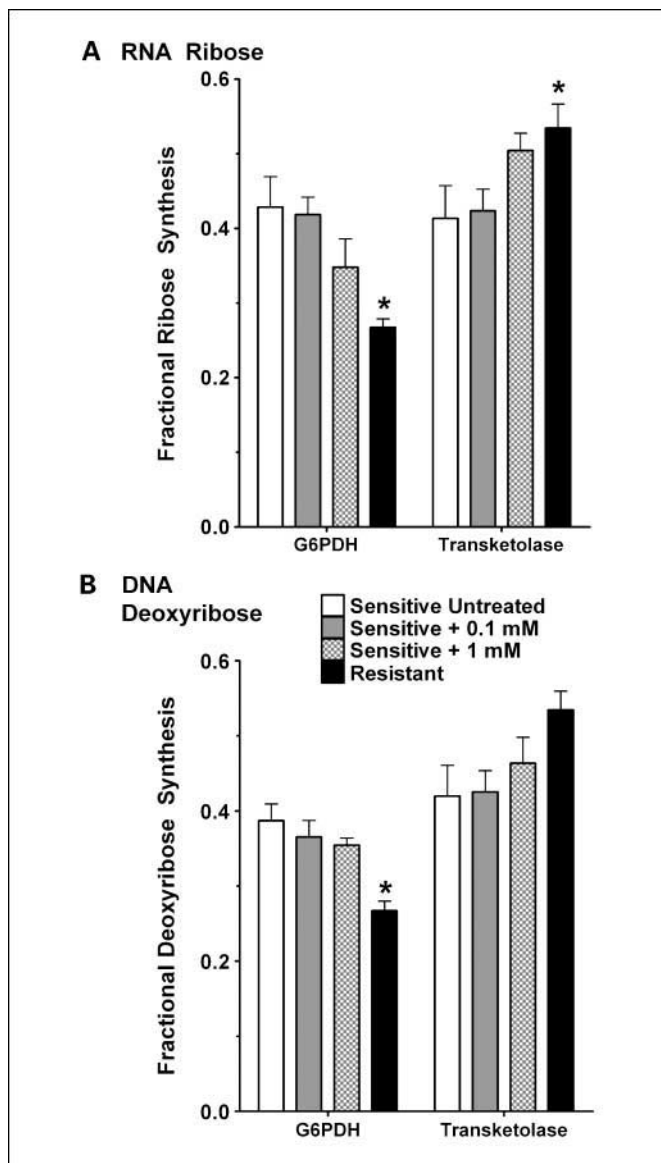 A RNA Ribose
0.6
0.4
0.2
0.0
Fractional Ribose Synthesis
*
*
G6PDH
Transketolase
B DNA
Deoxyribose
Sensitive Untreated
Sensitive + 0.1 mM
Sensitive + 1 mM
Resistant
0.6
0.4
0.2
0.0
Fractional Deoxyribose Synthesis
*
G6PDH
Transketolase